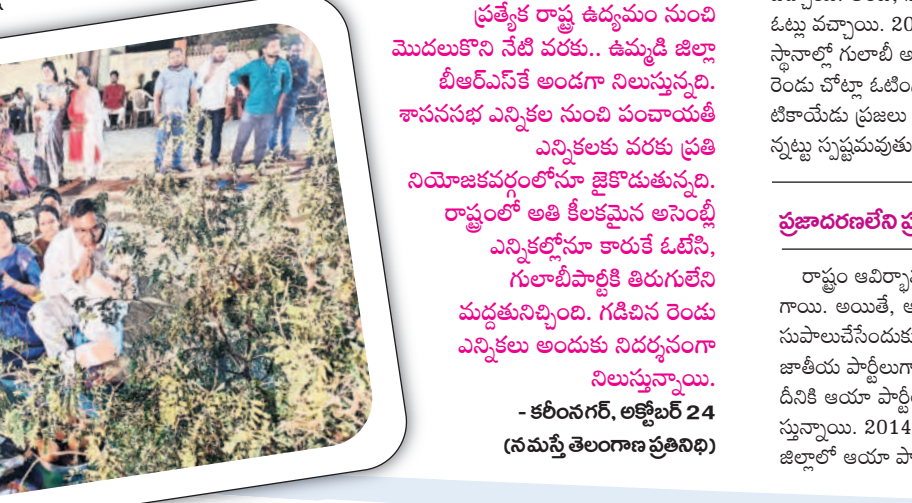 ప్రత్యేక రాష్ట్ర ఉద్యమం నుంచి
మొదలుకొని నేటి వరకు.. ఉమ్మడి జిల్లా
బీఆర్ఎస్‌కే అండగా నిలుస్తున్నది.
శాసనసభ ఎన్నికల నుంచి పంచాయతీ
ఎన్నికలకు వరకు ప్రతి
నియోజకవర్గంలోనూ జైకొడుతున్నది.
రాష్ట్రంలో అతి కీలకమైన అసెంబ్లీ
ఎన్నికల్లోనూ కారుకే ఓటేసి,
గులాబీపార్టీకి తిరుగులేని
మద్దతునిచ్చింది. గడిచిన రెండు
ఎన్నికలు అందుకు నిదర్శనంగా
నిలుస్తున్నాయి.
- కరీంనగర్, అక్టోబర్ 24
(నమస్తే తెలంగాణ ప్రతినిధి)
ఓట్లు వచ్చాయి. 20
స్థానాల్లో గులాబీ అ
రెండు చోట్లా ఓటిం
టికాయేడు ప్రజలు
న్నట్టు స్పష్టమవుతు
ప్రజాదరణలేని ప్ర
రాష్ట్రం ఆవిర్భా
గాయి. అయితే, ఆ
సుపాలుచేసేందుకు
జాతీయ పార్టీలుగా
దీనికి ఆయా పార్టీ
స్తున్నాయి. 2014
జిల్లాలో ఆయా పా